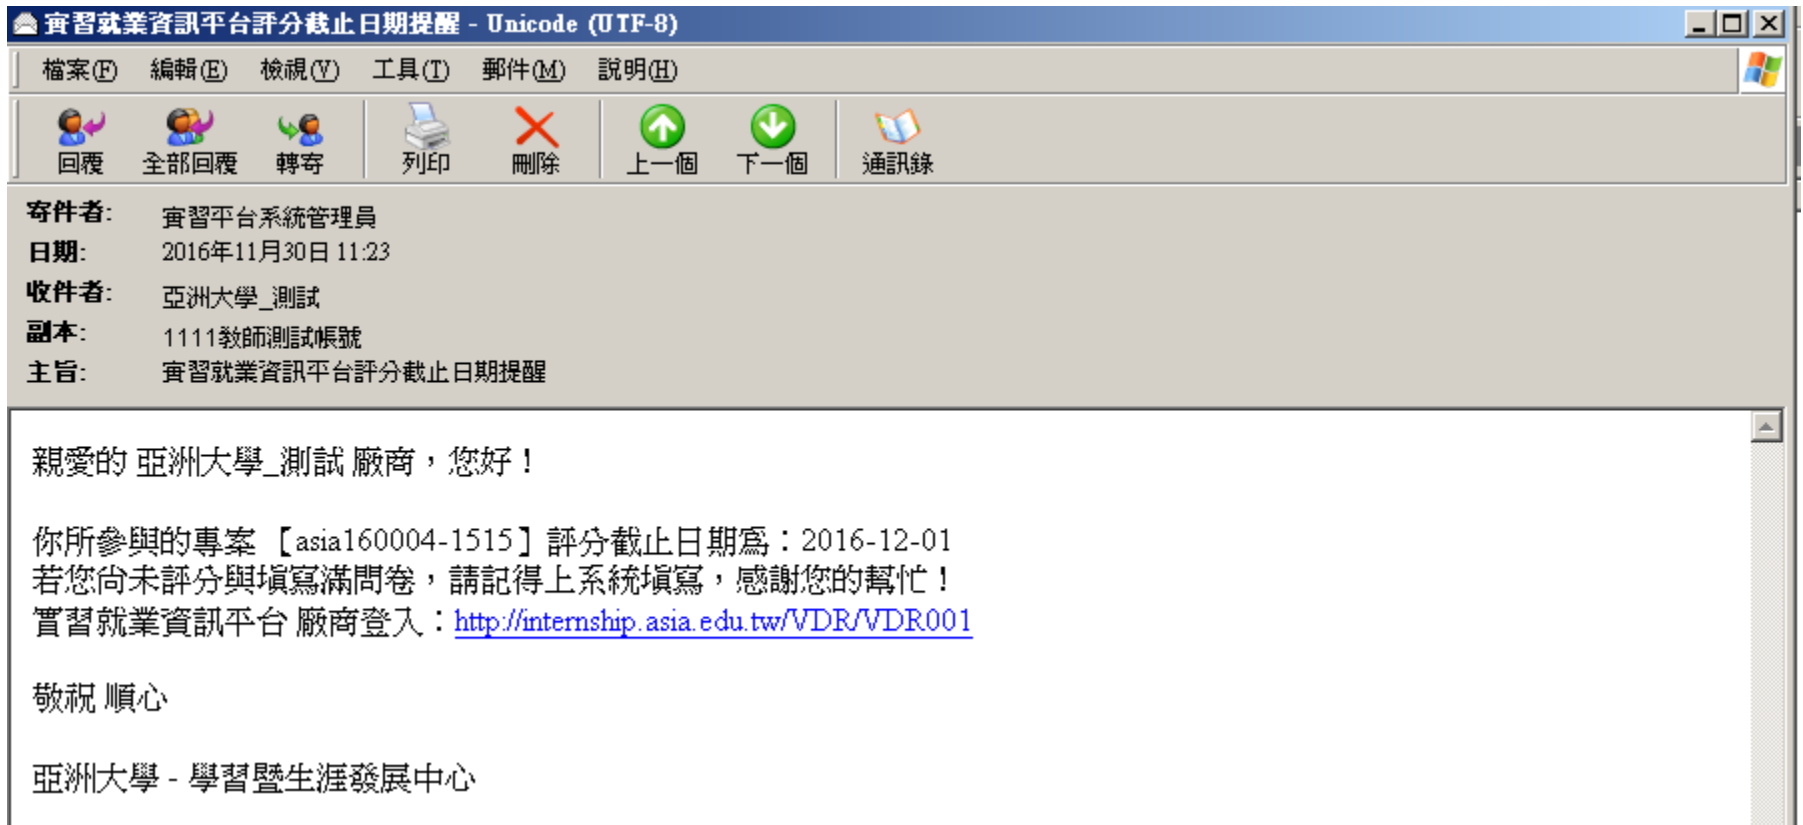 實習就業資訊平台評分截止日期提醒 - Unicode (UTF-8)
檔案(F) 編輯(E) 檢視(V) 工具(T) 郵件(M) 說明(H)
回覆 全部回覆 轉寄 列印 刪除 上一個 下一個 通訊錄
寄件者: 實習平台系統管理員
日期: 2016年11月30日 11:23
收件者: 亞洲大學_測試
副本: 1111教師測試帳號
主旨: 實習就業資訊平台評分截止日期提醒
親愛的 亞洲大學_測試 廠商，您好！
你所參與的專案 【asia160004-1515】評分截止日期為：2016-12-01
若您尚未評分與填寫滿問卷，請記得上系統填寫，感謝您的幫忙！
實習就業資訊平台 廠商登入：http://internship.asia.edu.tw/VDR/VDR001
敬祝 順心
亞洲大學 - 學習暨生涯發展中心